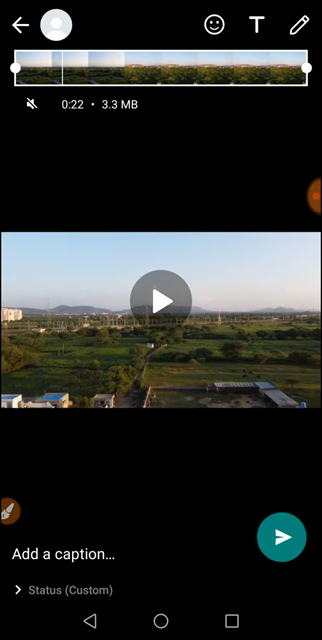 T
0:22 • 3.3 MB
Add a caption...
Status (Custom)